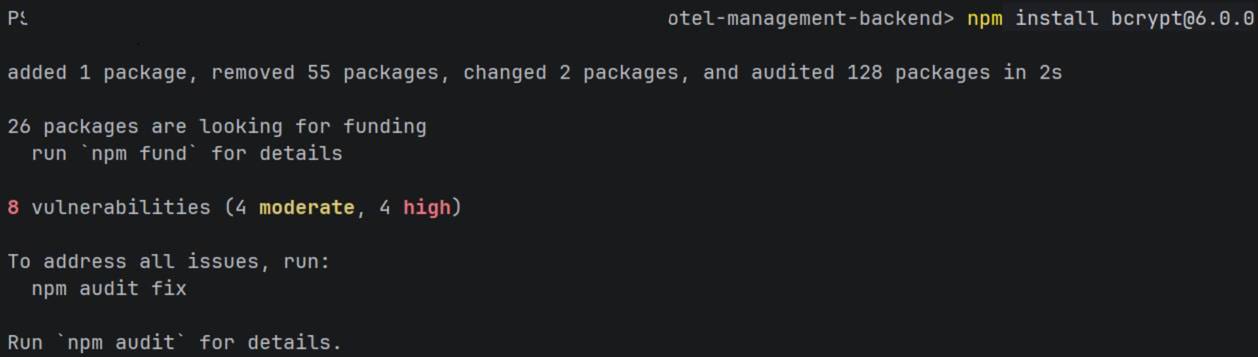 PS otel-management-backend> npm install bcrypt@6.0.0
added 1 package, removed 55 packages, changed 2 packages, and audited 128 packages in 2s
26 packages are looking for funding
run `npm fund` for details
8 vulnerabilities (4 moderate, 4 high)
To address all issues, run:
npm audit fix
Run `npm audit` for details.